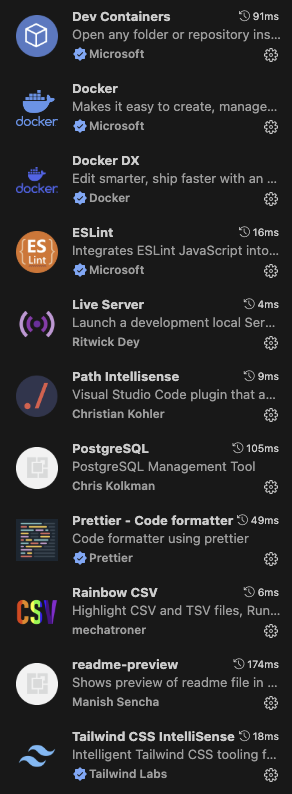 Dev Containers 91ms
Open any folder or repository ins...
Microsoft
docker
Docker
Makes it easy to create, manage...
Microsoft
docker
Docker DX
Edit smarter, ship faster with an ...
Docker
ES
Lint
ESLint 16ms
Integrates ESLint JavaScript into...
Microsoft
Live Server 4ms
Launch a development local Ser...
Ritwick Dey
Path Intellisense 9ms
Visual Studio Code plugin that a...
Christian Kohler
PostgreSQL 105ms
PostgreSQL Management Tool
Chris Kolkman
Prettier - Code formatter 49ms
Code formatter using prettier
Prettier
CSV
Rainbow CSV 6ms
Highlight CSV and TSV files, Run...
mechatroner
readme-preview 174ms
Shows preview of readme file in ...
Manish Sencha
Tailwind CSS IntelliSense 18ms
Intelligent Tailwind CSS tooling f...
Tailwind Labs